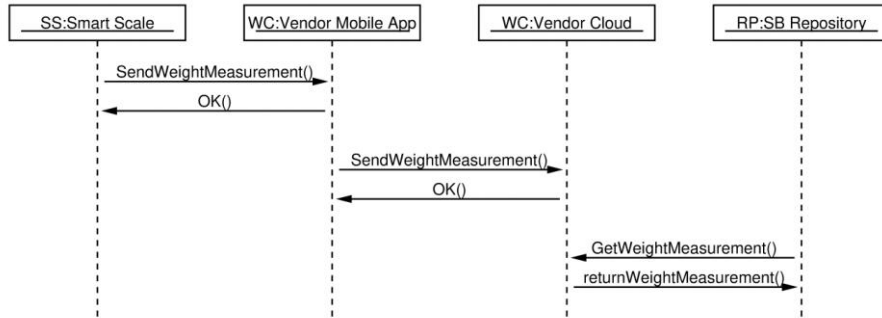 SS:Smart Scale
WC:Vendor Mobile App
WC:Vendor Cloud
RP:SB Repository
SendWeightMeasurement()
OK()
SendWeightMeasurement()
OK()
GetWeightMeasurement()
returnWeightMeasurement()